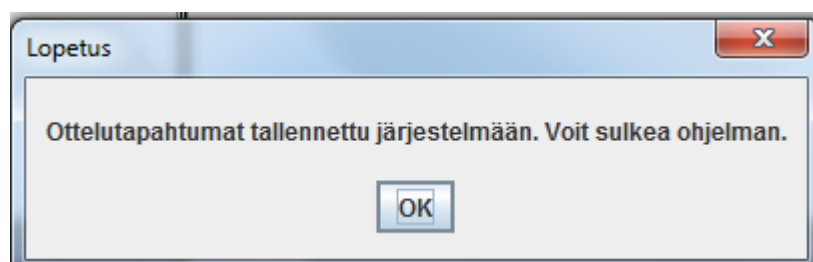 Lopetus
Ottelutapahtumat tallennettu järjestelmään. Voit sulkea ohjelman.
OK